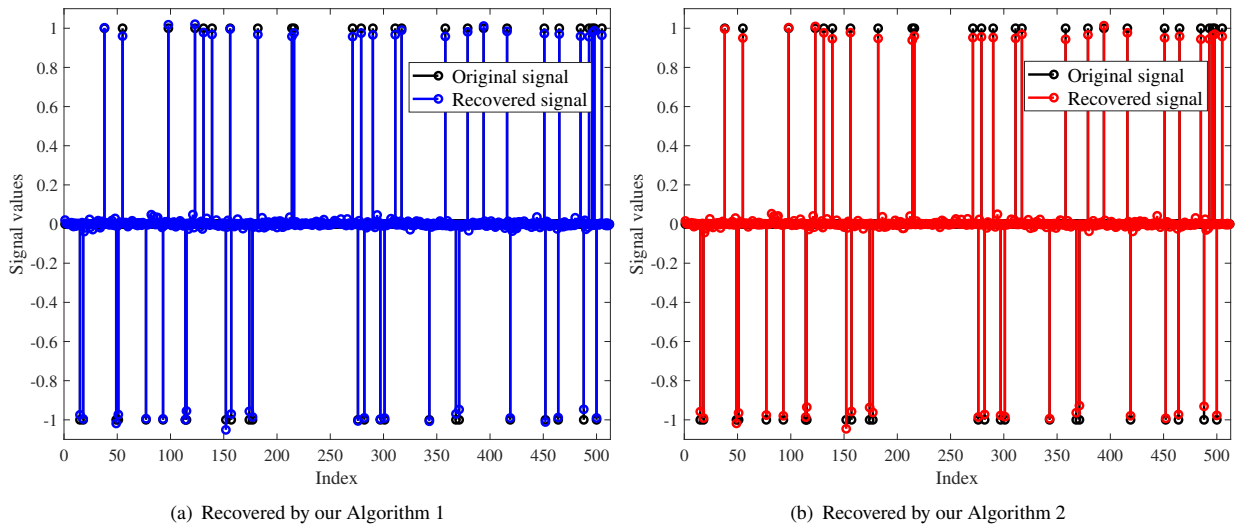 1
0.8
0.6
0.4
0.2
0
-0.2
-0.4
-0.6
-0.8
-1
Signal values
Original signal
Recovered signal
0 50 100 150 200 250 300 350 400 450 500
Index
(a) Recovered by our Algorithm 1
1
0.8
0.6
0.4
0.2
0
-0.2
-0.4
-0.6
-0.8
-1
Signal values
Original signal
Recovered signal
0 50 100 150 200 250 300 350 400 450 500
Index
(b) Recovered by our Algorithm 2